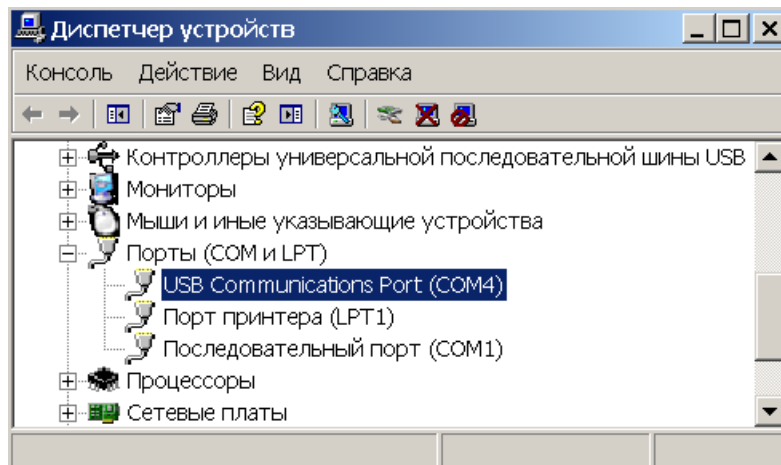 Диспетчер устройств
Консоль Действие Вид Справка
Контроллеры универсальной последовательной шины USB
Мониторы
Мыши и иные указывающие устройства
Порты (COM и LPT)
USB Communications Port (COM4)
Порт принтера (LPT1)
Последовательный порт (COM1)
Процессоры
Сетевые платы